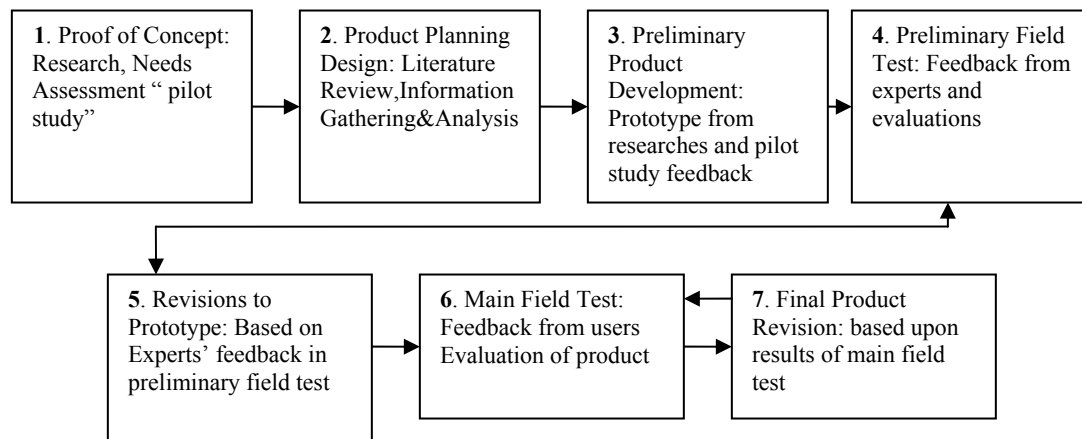 1. Proof of Concept:
Research, Needs
Assessment “ pilot
study”
2. Product Planning
Design: Literature
Review,Information
Gathering&Analysis
3. Preliminary
Product
Development:
Prototype from
researches and pilot
study feedback
4. Preliminary Field
Test: Feedback from
experts and
evaluations
5. Revisions to
Prototype: Based on
Experts’ feedback in
preliminary field test
6. Main Field Test:
Feedback from users
Evaluation of product
7. Final Product
Revision: based upon
results of main field
test